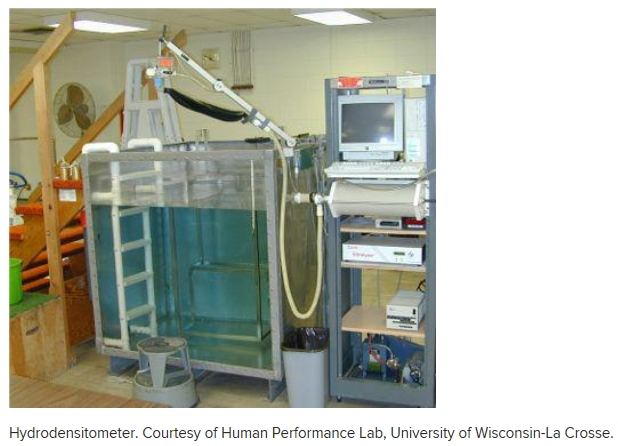 Hydrodensitometer. Courtesy of Human Performance Lab, University of Wisconsin-La Crosse.